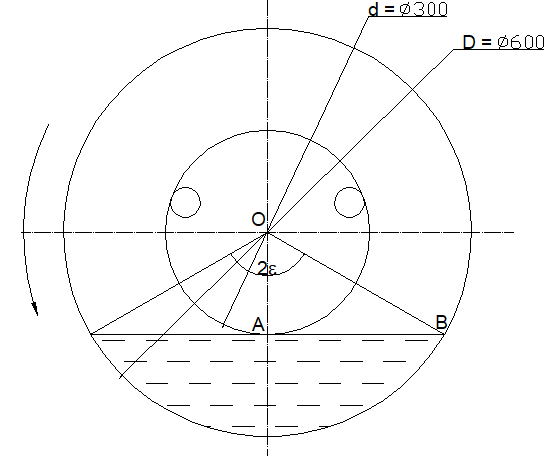 d = ∅300
D = ∅600
O
2ε
A
B